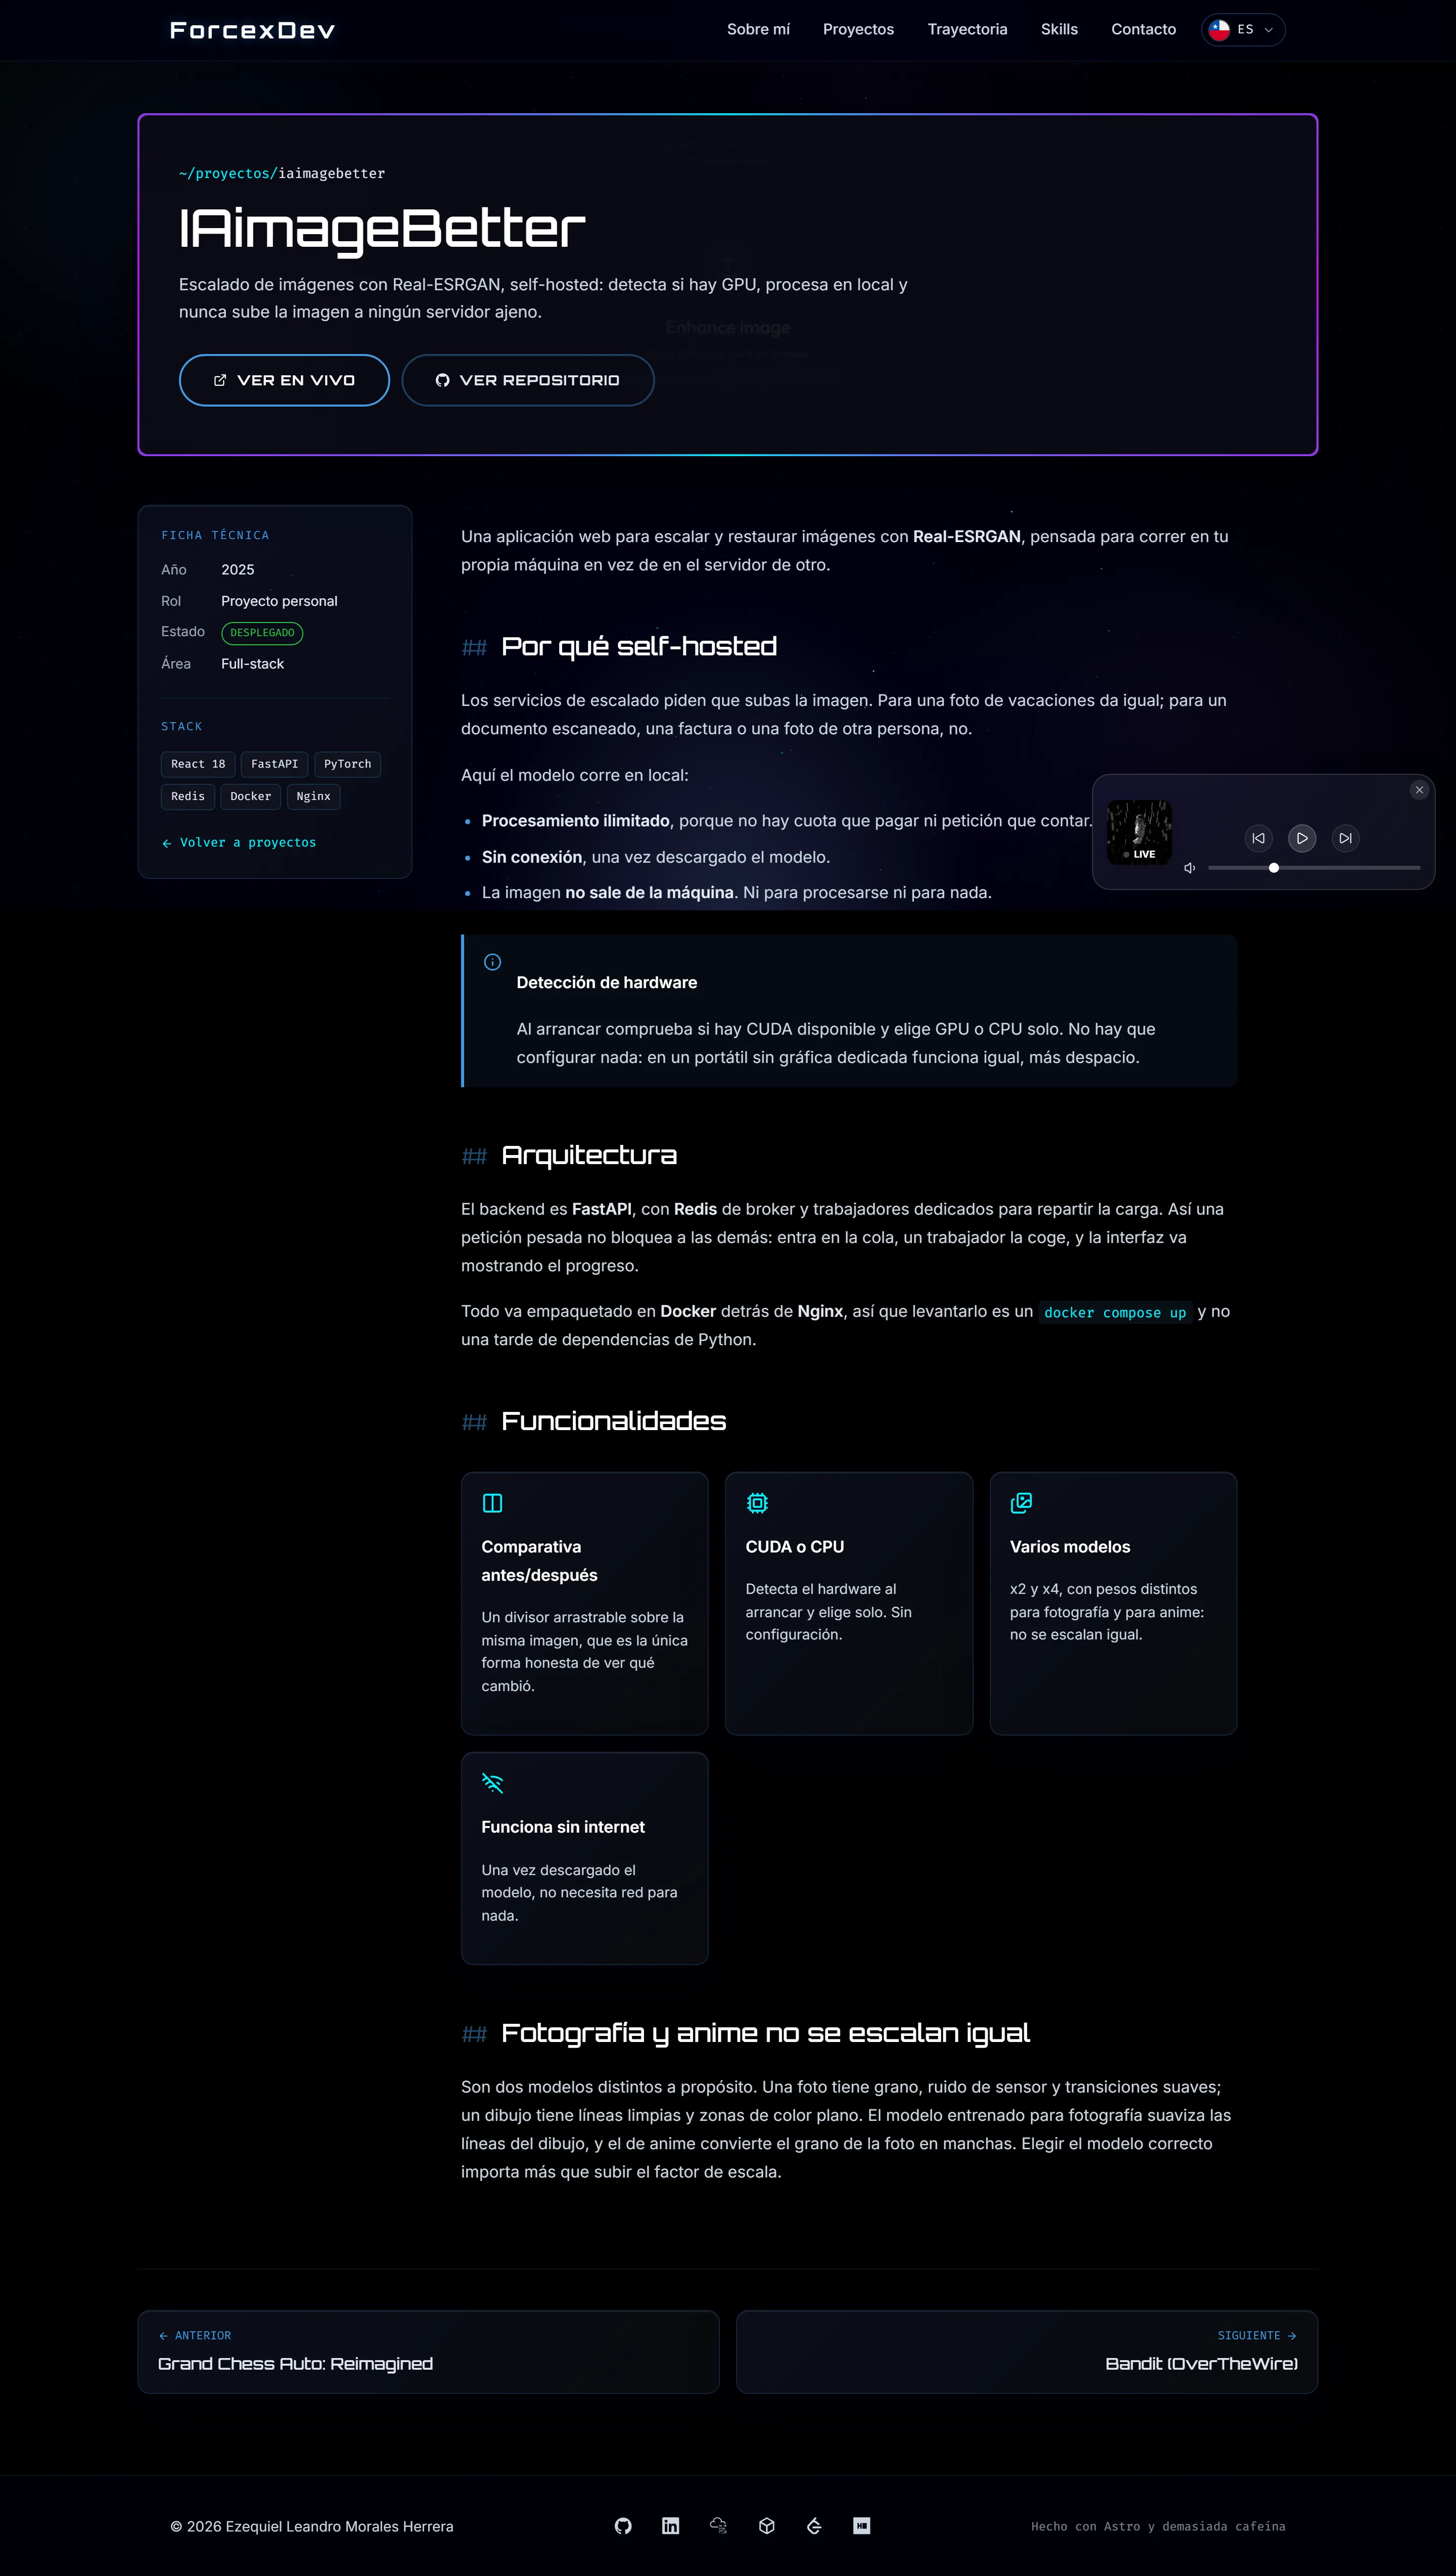 ForcexDev
Sobre mí
Proyectos
Trayectoria
Skills
Contacto
ES
~/proyectos/iaimagebetter
IAimageBetter
Escalado de imágenes con Real-ESRGAN, self-hosted: detecta si hay GPU, procesa en local y
nunca sube la imagen a ningún servidor ajeno.
Enhance image
VER EN VIVO
VER REPOSITORIO
FICHA TÉCNICA
Año 2025
Rol Proyecto personal
Estado DESPLEGADO
Área Full-stack
STACK
React 18 FastAPI PyTorch
Redis Docker Nginx
← Volver a proyectos
Una aplicación web para escalar y restaurar imágenes con Real-ESRGAN, pensada para correr en tu
propia máquina en vez de en el servidor de otro.
## Por qué self-hosted
Los servicios de escalado piden que subas la imagen. Para una foto de vacaciones da igual; para un
documento escaneado, una factura o una foto de otra persona, no.
Aquí el modelo corre en local:
• Procesamiento ilimitado, porque no hay cuota que pagar ni petición que contar.
• Sin conexión, una vez descargado el modelo.
• La imagen no sale de la máquina. Ni para procesarse ni para nada.
LIVE
Detección de hardware
Al arrancar comprueba si hay CUDA disponible y elige GPU o CPU solo. No hay que
configurar nada: en un portátil sin gráfica dedicada funciona igual, más despacio.
## Arquitectura
El backend es FastAPI, con Redis de broker y trabajadores dedicados para repartir la carga. Así una
petición pesada no bloquea a las demás: entra en la cola, un trabajador la coge, y la interfaz va
mostrando el progreso.
Todo va empaquetado en Docker detrás de Nginx, así que levantarlo es un docker compose up y no
una tarde de dependencias de Python.
## Funcionalidades
Comparativa
antes/después
Un divisor arrastrable sobre la
misma imagen, que es la única
forma honesta de ver qué
cambió.
CUDA o CPU
Detecta el hardware al
arrancar y elige solo. Sin
configuración.
Varios modelos
x2 y x4, con pesos distintos
para fotografía y para anime:
no se escalan igual.
Funciona sin internet
Una vez descargado el
modelo, no necesita red para
nada.
## Fotografía y anime no se escalan igual
Son dos modelos distintos a propósito. Una foto tiene grano, ruido de sensor y transiciones suaves;
un dibujo tiene líneas limpias y zonas de color plano. El modelo entrenado para fotografía suaviza las
líneas del dibujo, y el de anime convierte el grano de la foto en manchas. Elegir el modelo correcto
importa más que subir el factor de escala.
← ANTERIOR
Grand Chess Auto: Reimagined
SIGUIENTE →
Bandit (OverTheWire)
© 2026 Ezequiel Leandro Morales Herrera
Hecho con Astro y demasiada cafeína